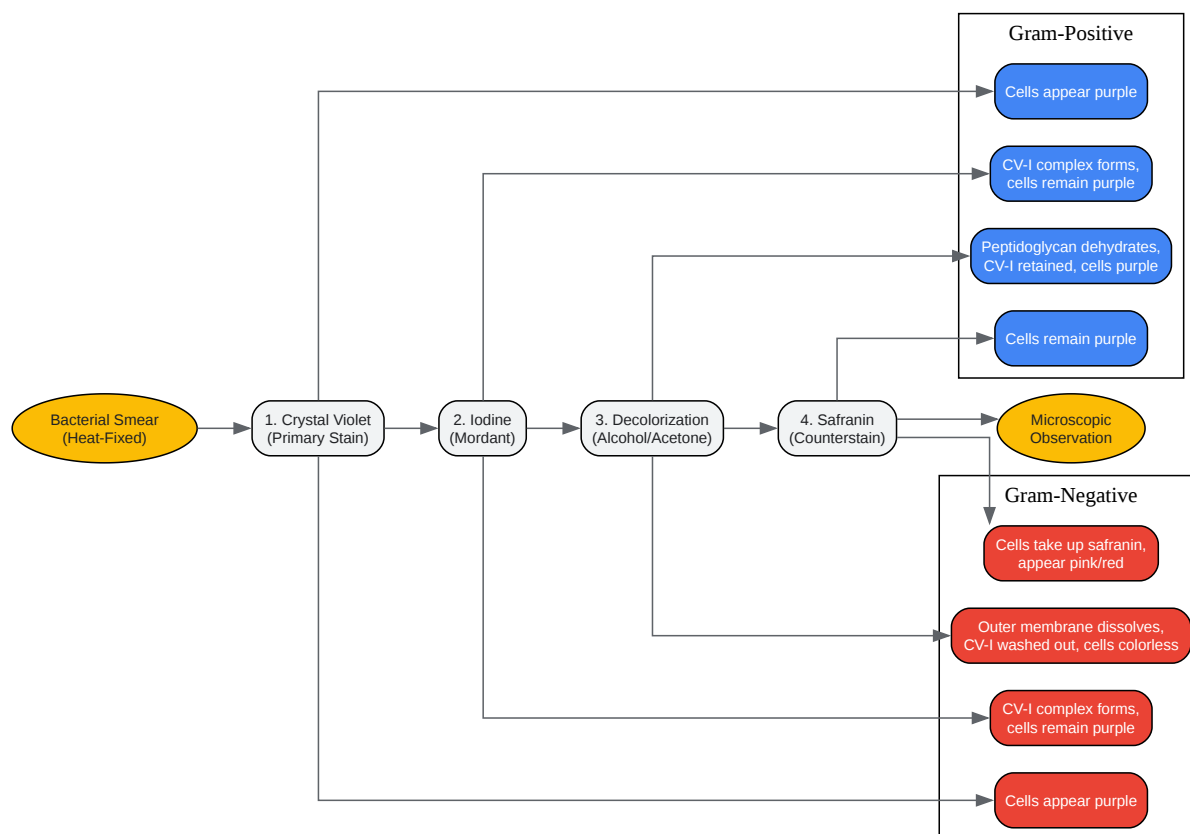 Gram-Positive
Cells appear purple
CV-I complex forms,
cells remain purple
Peptidoglycan dehydrates,
CV-I retained, cells purple
Cells remain purple
Bacterial Smear
(Heat-Fixed)
1. Crystal Violet
(Primary Stain)
2. Iodine
(Mordant)
3. Decolorization
(Alcohol/Acetone)
4. Safranin
(Counterstain)
Microscopic
Observation
Gram-Negative
Cells take up safranin,
appear pink/red
Outer membrane dissolves,
CV-I washed out, cells colorless
CV-I complex forms,
cells remain purple
Cells appear purple